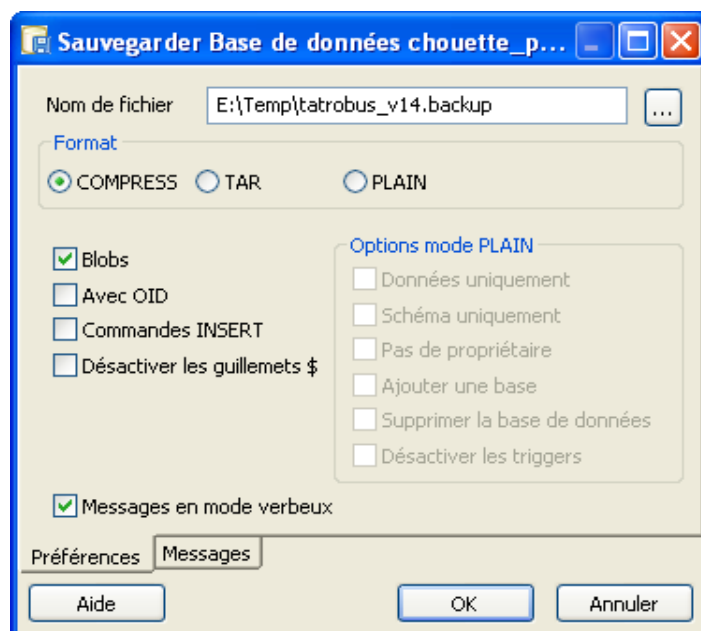 Sauvegarder Base de données chouette_p...
Nom de fichier E:\Temp\tatrobus_v14.backup ...
Format
COMPRESS TAR PLAIN
Blobs
Avec OID
Commandes INSERT
Désactiver les guillemets $
Options mode PLAIN
Données uniquement
Schéma uniquement
Pas de propriétaire
Ajouter une base
Supprimer la base de données
Désactiver les triggers
Messages en mode verbeux
Préférences Messages
Aide OK Annuler